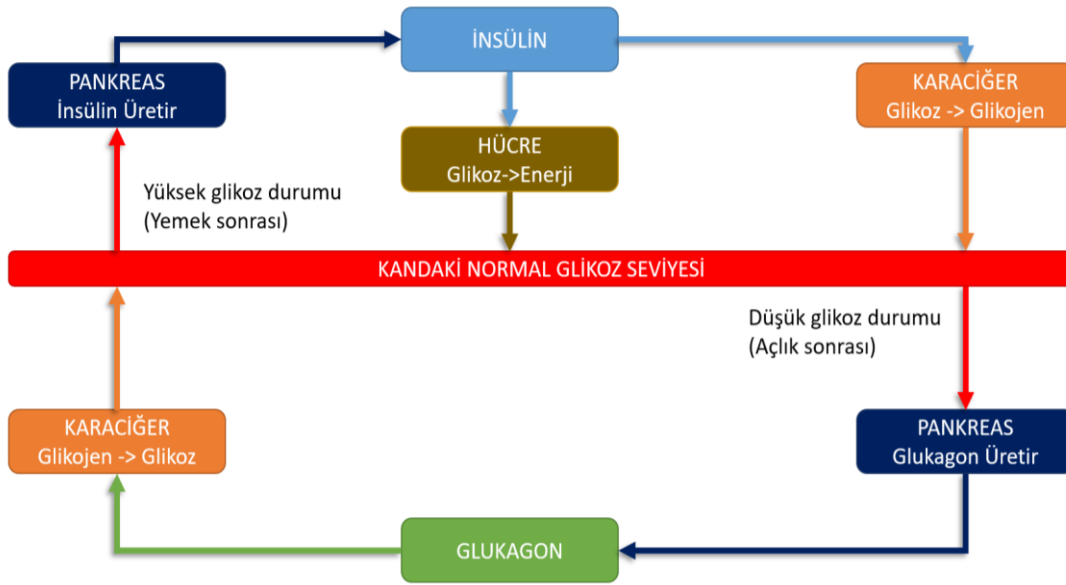 İNSÜLİN
PANKREAS
İnsülin Üretir
KARACİĞER
Glikoz -> Glikojen
HÜCRE
Glikoz->Enerji
Yüksek glikoz durumu
(Yemek sonrası)
KANDAKİ NORMAL GLİKOZ SEVİYESİ
Düşük glikoz durumu
(Açlık sonrası)
KARACİĞER
Glikojen -> Glikoz
PANKREAS
Glukagon Üretir
GLUKAGON